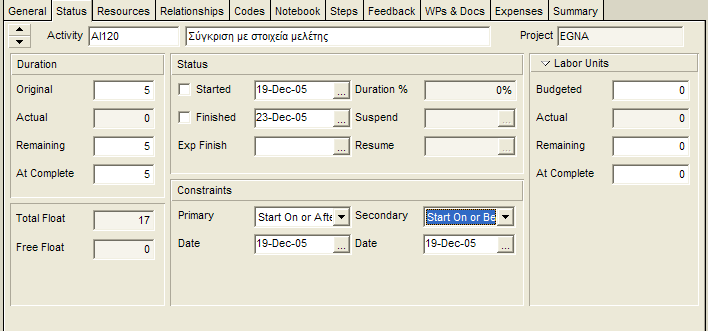 General Status Resources Relationships Codes Notebook Steps Feedback WPs & Docs Expenses Summary
Activity AI120 Σύγκριση με στοιχεία μελέτης Project EGNA
Duration Status Labor Units
Original 5 Started 19-Dec-05 ... Duration % 0% Budgeted 0
Actual 0 Finished 23-Dec-05 ... Suspend ... Actual 0
Remaining 5 Exp Finish ... Resume ... Remaining 0
At Complete 5 At Complete 0
Constraints
Total Float 17 Primary Start On or Afte Secondary Start On or Be
Free Float 0 Date 19-Dec-05 ... Date 19-Dec-05 ...